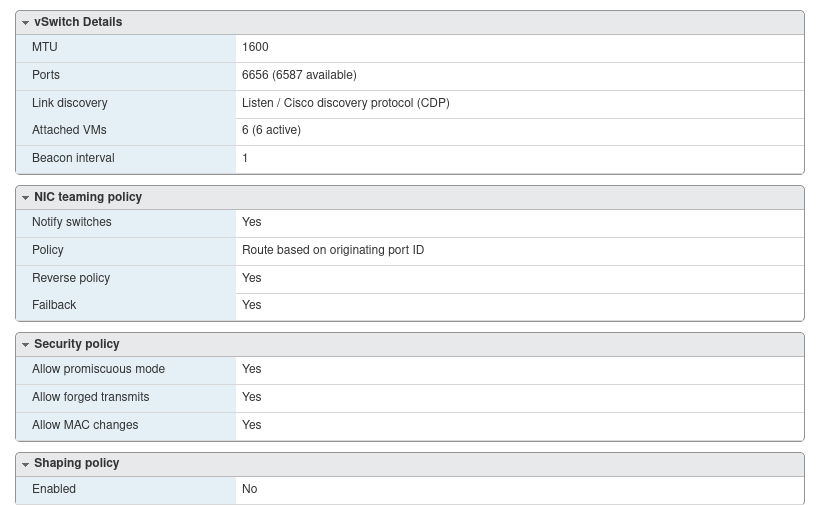 vSwitch Details
MTU 1600
Ports 6656 (6587 available)
Link discovery Listen / Cisco discovery protocol (CDP)
Attached VMs 6 (6 active)
Beacon interval 1
NIC teaming policy
Notify switches Yes
Policy Route based on originating port ID
Reverse policy Yes
Failback Yes
Security policy
Allow promiscuous mode Yes
Allow forged transmits Yes
Allow MAC changes Yes
Shaping policy
Enabled No